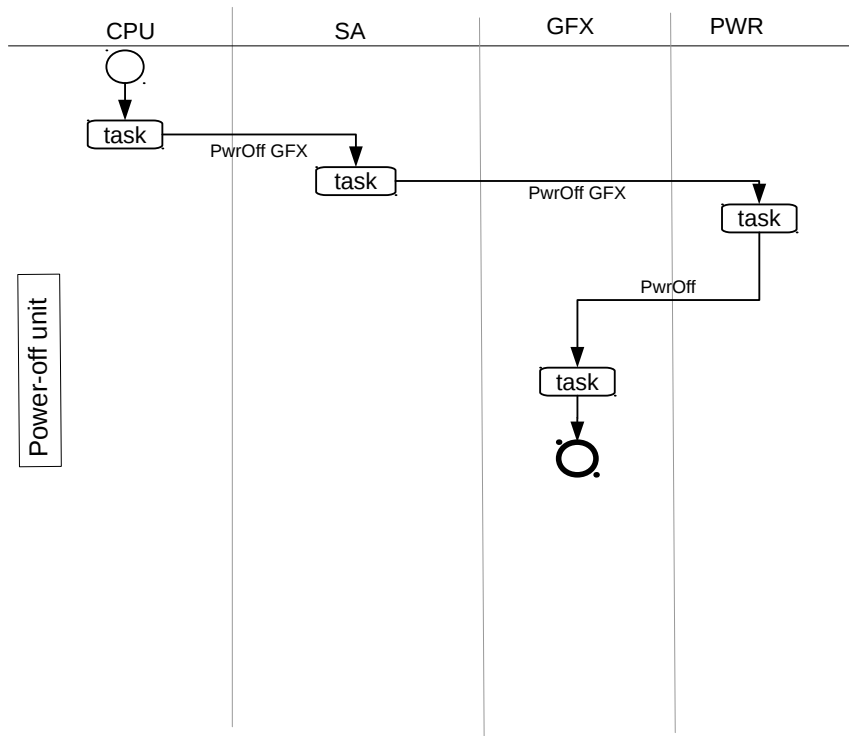 CPU
SA
GFX
PWR
task
PwrOff GFX
task
PwrOff GFX
task
PwrOff
task
Power-off unit